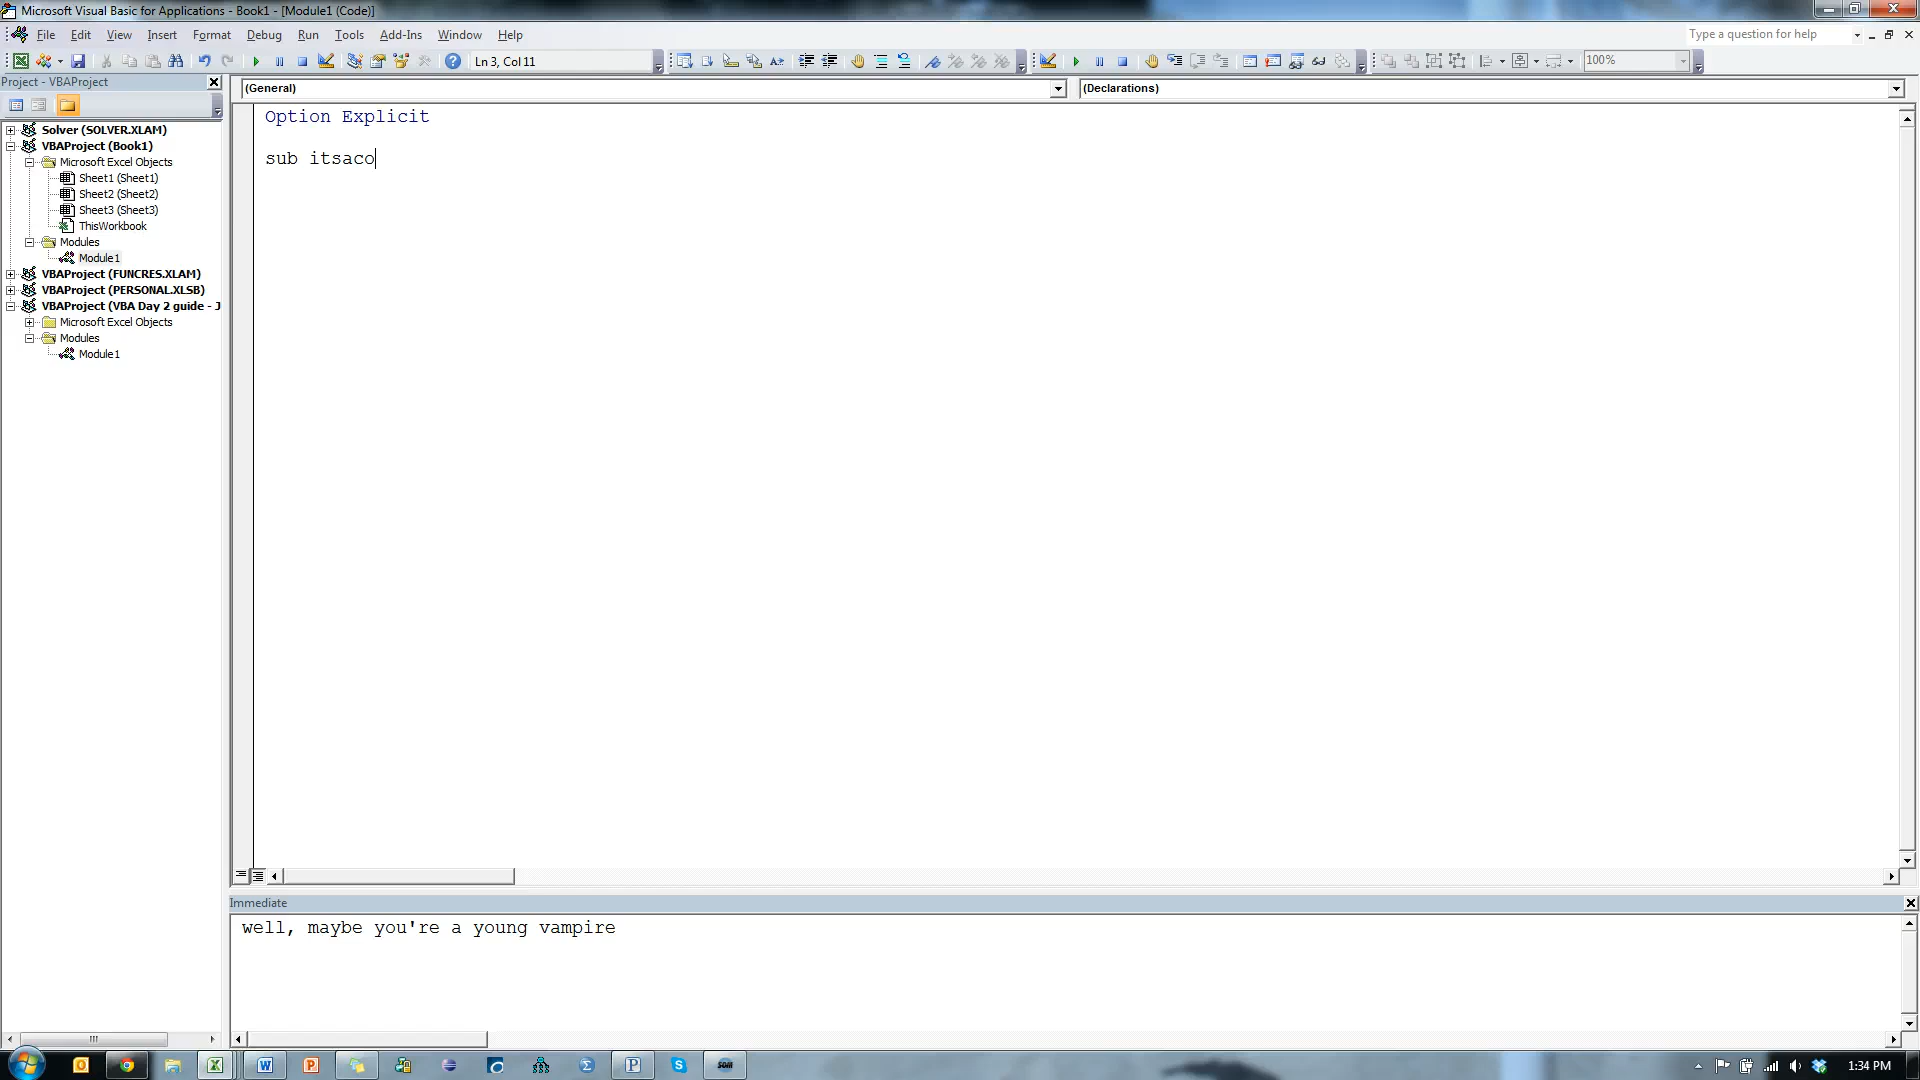 Microsoft Visual Basic for Applications - Book1 - [Module1 (Code)]
File Edit View Insert Format Debug Run Tools Add-Ins Window Help
Type a question for help
Ln 3, Col 11
100%
Project - VBAProject
(General)
(Declarations)
Solver (SOLVER.XLAM)
VBAProject (Book1)
Microsoft Excel Objects
Sheet1 (Sheet1)
Sheet2 (Sheet2)
Sheet3 (Sheet3)
ThisWorkbook
Modules
Module1
VBAProject (FUNCRES.XLAM)
VBAProject (PERSONAL.XLSB)
VBAProject (VBA Day 2 guide - J
Microsoft Excel Objects
Modules
Module1
Option Explicit
sub itsaco
Immediate
well, maybe you're a young vampire
1:34 PM